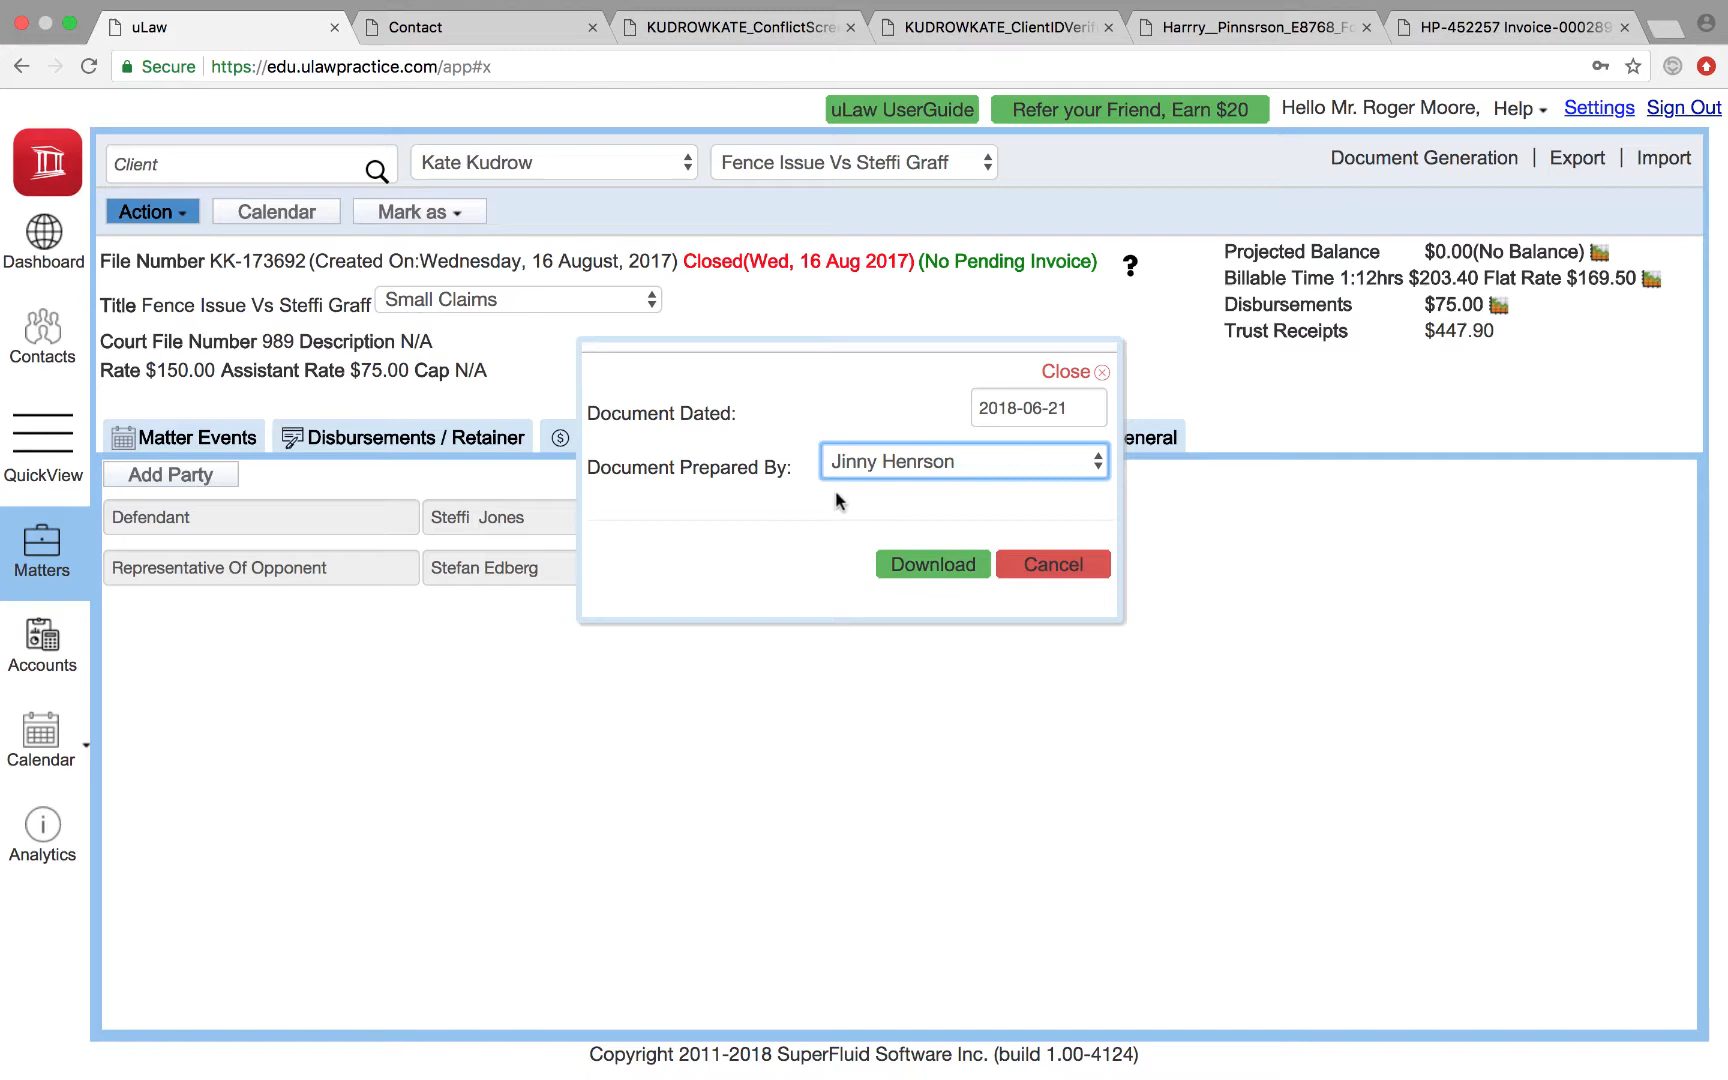 uLaw
Contact
KUDROWKATE_ConflictScre
KUDROWKATE_ClientIDVerif
Harrry__Pinnsrson_E8768_Fo
HP-452257 Invoice-000289
Secure
https://edu.ulawpractice.com/app#x
uLaw UserGuide
Refer your Friend, Earn $20
Hello Mr. Roger Moore,
Help
Settings
Sign Out
Client
Kate Kudrow
Fence Issue Vs Steffi Graff
Document Generation | Export | Import
Action
Calendar
Mark as
File Number KK-173692 (Created On:Wednesday, 16 August, 2017) Closed(Wed, 16 Aug 2017) (No Pending Invoice) ?
Title Fence Issue Vs Steffi Graff
Small Claims
Court File Number 989 Description N/A
Rate $150.00 Assistant Rate $75.00 Cap N/A
Projected Balance $0.00(No Balance)
Billable Time 1:12hrs $203.40 Flat Rate $169.50
Disbursements $75.00
Trust Receipts $447.90
Dashboard
Contacts
QuickView
Matters
Accounts
Calendar
Analytics
Matter Events
Disbursements / Retainer
eneral
Add Party
Defendant
Steffi Jones
Representative Of Opponent
Stefan Edberg
Close
Document Dated:
2018-06-21
Document Prepared By:
Jinny Henrson
Download
Cancel
Copyright 2011-2018 SuperFluid Software Inc. (build 1.00-4124)